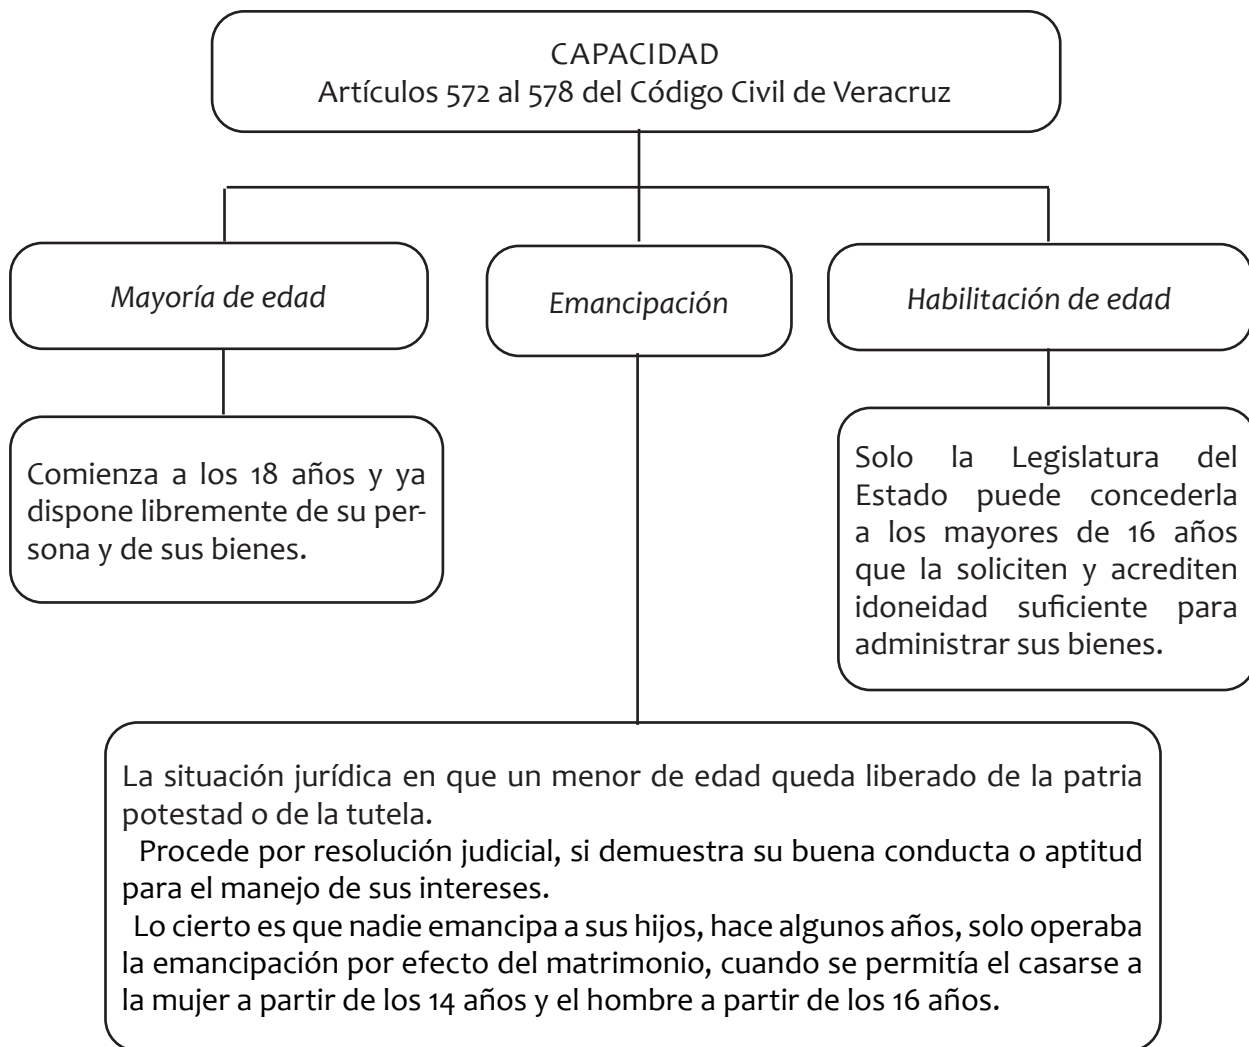 CAPACIDAD
Artículos 572 al 578 del Código Civil de Veracruz
Mayoría de edad
Emancipación
Habilitación de edad
Comienza a los 18 años y ya
dispone libremente de su per-
sona y de sus bienes.
Solo la Legislatura del
Estado puede concederla
a los mayores de 16 años
que la soliciten y acrediten
idoneidad suficiente para
administrar sus bienes.
La situación jurídica en que un menor de edad queda liberado de la patria
potestad o de la tutela.
Procede por resolución judicial, si demuestra su buena conducta o aptitud
para el manejo de sus intereses.
Lo cierto es que nadie emancipa a sus hijos, hace algunos años, solo operaba
la emancipación por efecto del matrimonio, cuando se permitía el casarse a
la mujer a partir de los 14 años y el hombre a partir de los 16 años.